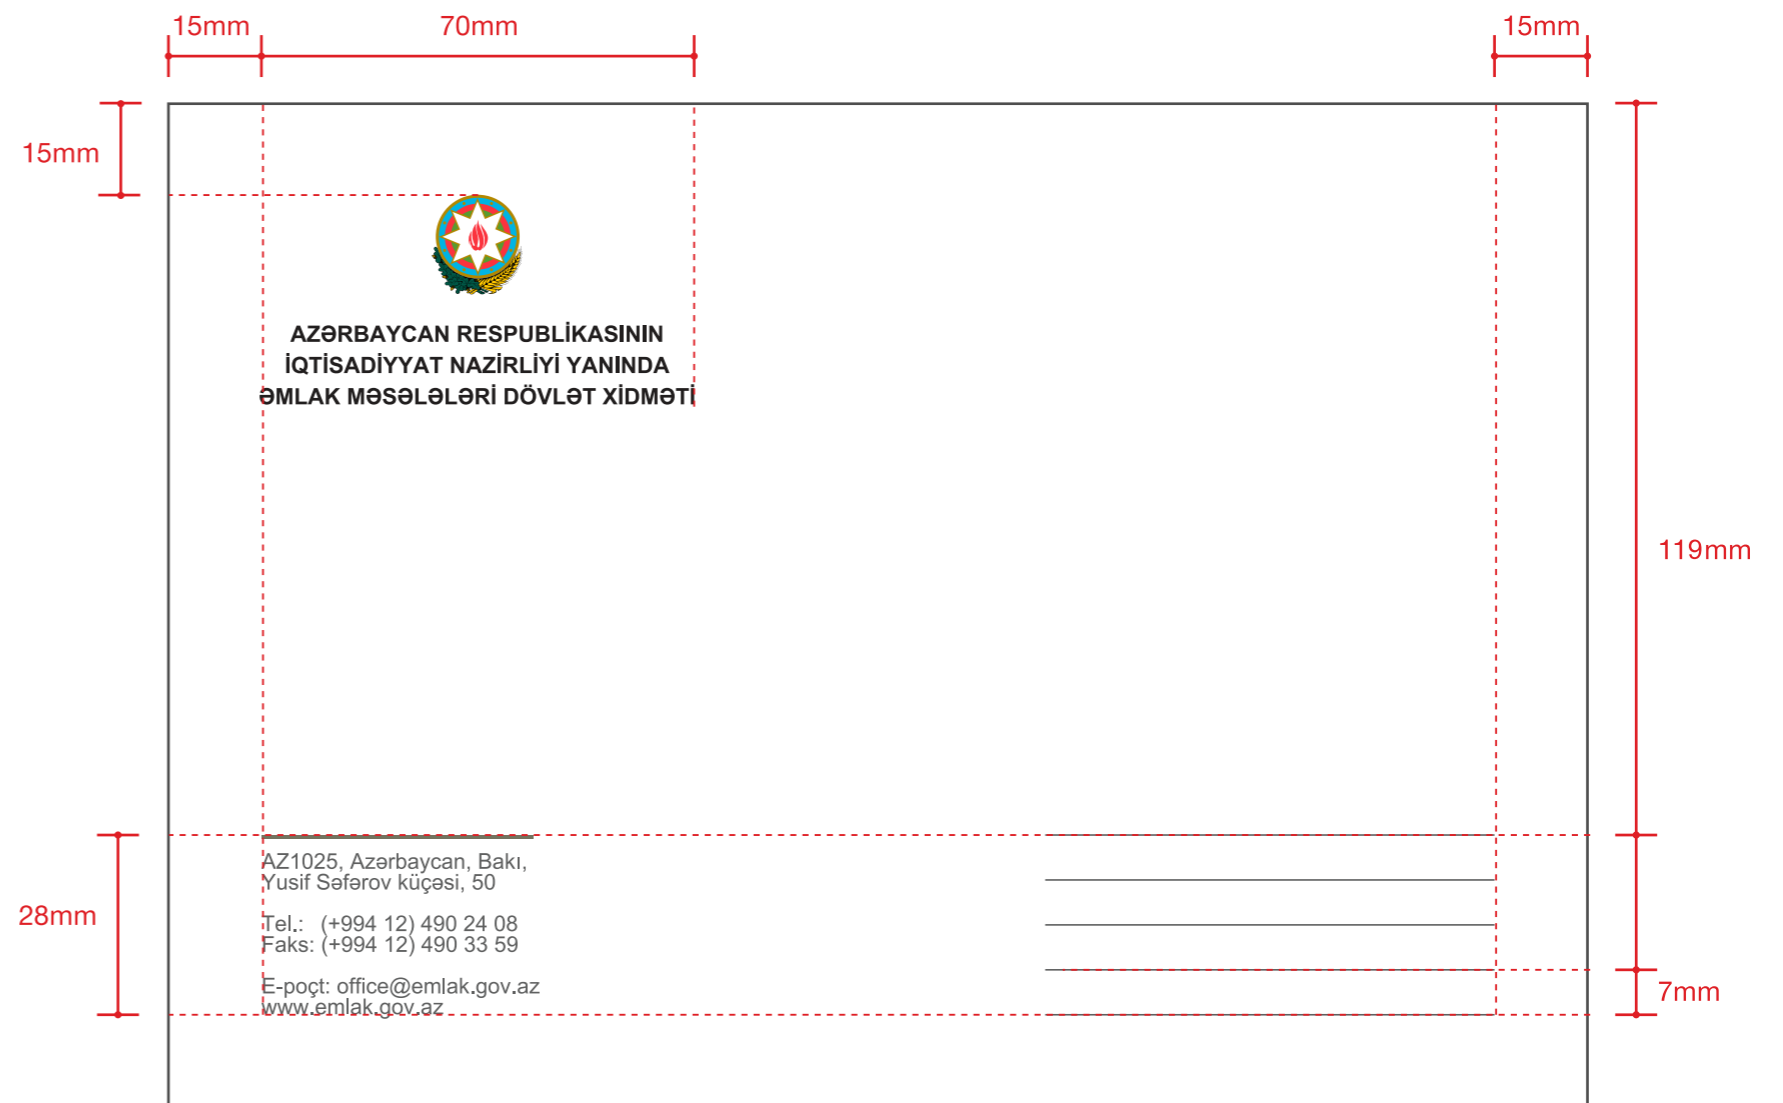 15mm 70mm 15mm
15mm
AZƏRBAYCAN RESPUBLİKASININ
İQTİSADİYYAT NAZİRLİYİ YANINDA
ƏMLAK MƏSƏLƏLƏRİ DÖVLƏT XİDMƏTİ
119mm
AZ1025, Azərbaycan, Bakı,
Yusif Səfərov küçəsi, 50
28mm
Tel.: (+994 12) 490 24 08
Faks: (+994 12) 490 33 59
E-poçt: office@emlak.gov.az
7mm
www.emlak.gov.az